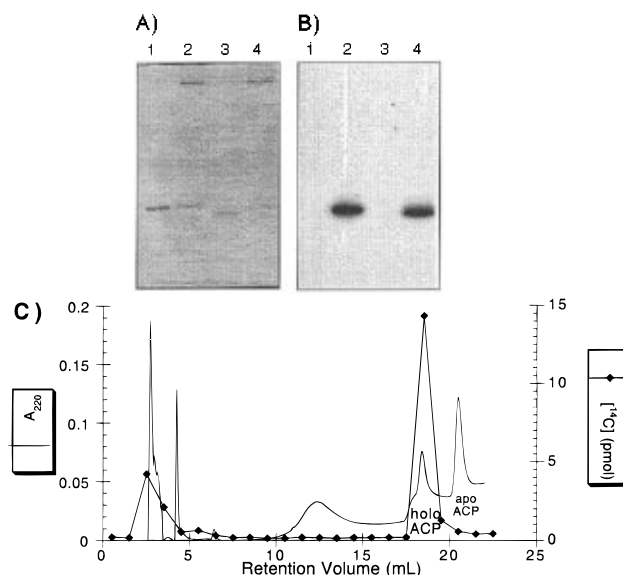 A)
B)
1 2 3 4
1 2 3 4
C)
0.2
0.15
0.1
0.05
0
15
10
5
0
A220
[14C] (pmol)
holo
ACP
apo
ACP
0 5 10 15 20 25
Retention Volume (mL)